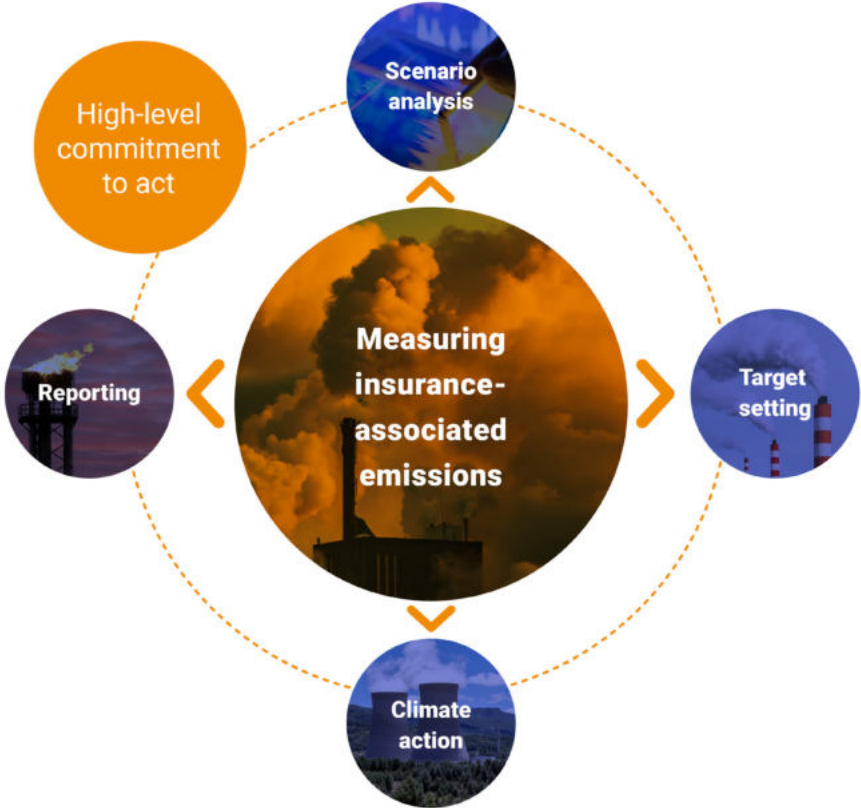 Scenario
analysis
High-level
commitment
to act
Measuring
insurance-
associated
emissions
Reporting
Target
setting
Climate
action